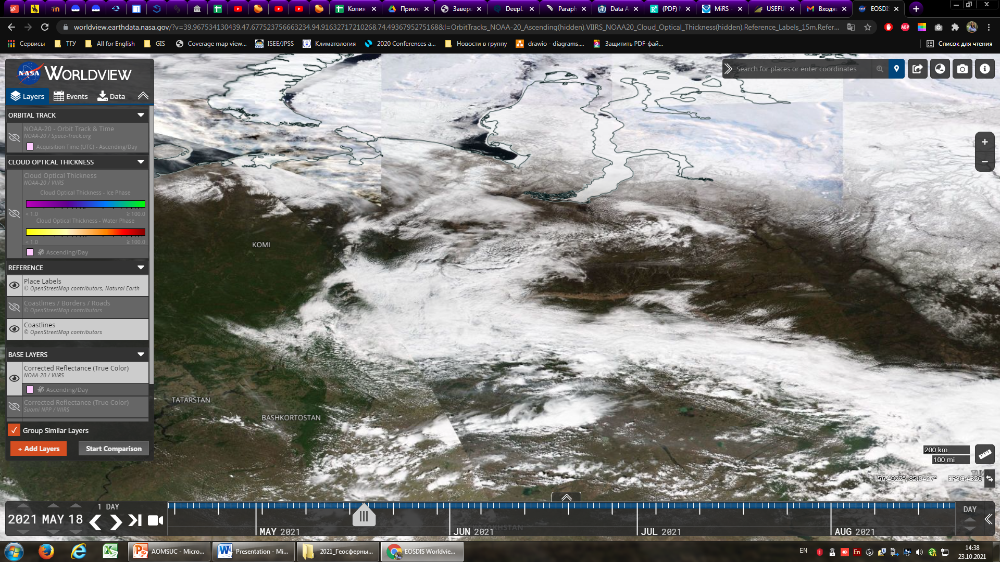 Копия
Приме
Заверш
DeepL
Paraph
Data A
(PDF)
MiRS -
USEFU
Входя
EOSDI
worldview.earthdata.nasa.gov/?v=39.967534130439,47.677523756663234,94.91632717210268,74.49367952751688&l=OrbitTracks_NOAA-20_Ascending(hidden),VIIRS_NOAA20_Cloud_Optical_Thickness(hidden),Reference_Labels_15m,Refer...
Сервисы
ТГУ
All for English
GIS
Coverage map view...
ISEE/JPSS
Климатология
2020 Conferences a...
Новости в группу
drawio - diagrams....
Защитить PDF-фай...
Список для чтения
NASA WORLDVIEW
Layers
Events
Data
Search for places or enter coordinates
ORBITAL TRACK
NOAA-20 - Orbit Track & Time
NOAA-20 / Space-Track.org
Acquisition Time (UTC) - Ascending/Day
CLOUD OPTICAL THICKNESS
Cloud Optical Thickness
NOAA-20 / VIIRS
Cloud Optical Thickness - Ice Phase
< 1.0
≥ 100.0
Cloud Optical Thickness - Water Phase
< 1.0
≥ 100.0
Ascending/Day
REFERENCE
Place Labels
© OpenStreetMap contributors, Natural Earth
Coastlines / Borders / Roads
© OpenStreetMap contributors
Coastlines
© OpenStreetMap contributors
BASE LAYERS
Corrected Reflectance (True Color)
NOAA-20 / VIIRS
Ascending/Day
Corrected Reflectance (True Color)
Suomi NPP / VIIRS
Group Similar Layers
+ Add Layers
Start Comparison
KOMI
TATARSTAN
BASHKORTOSTAN
200 km
100 mi
56.4922°, 85.0427°
EPSG:4326
1 DAY
2021 MAY 18
MAY 2021
JUN 2021
JUL 2021
AUG 2021
DAY
AOMSUC - Micro...
Presentation - Mi...
2021_Геосферны...
EOSDIS Worldvie...
EN
En
14:38
23.10.2021